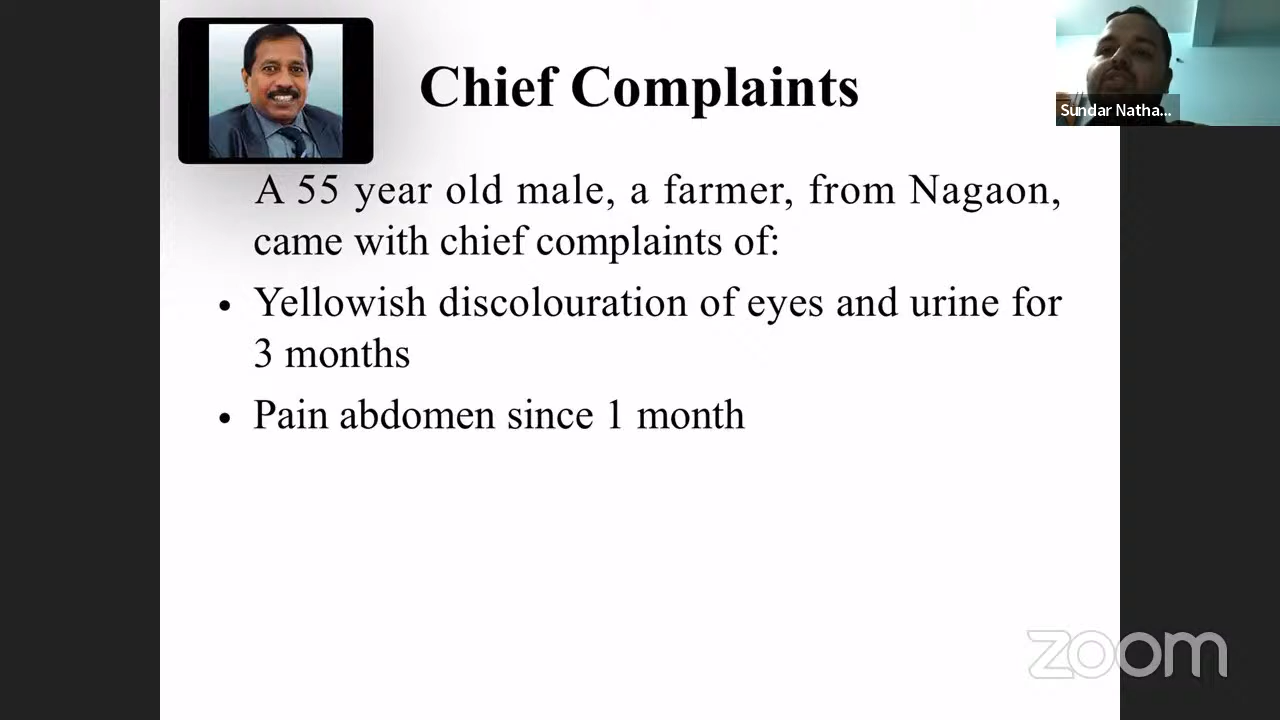 Chief Complaints
Sundar Natha...
A 55 year old male, a farmer, from Nagaon,
came with chief complaints of:
• Yellowish discolouration of eyes and urine for
3 months
• Pain abdomen since 1 month
zoom